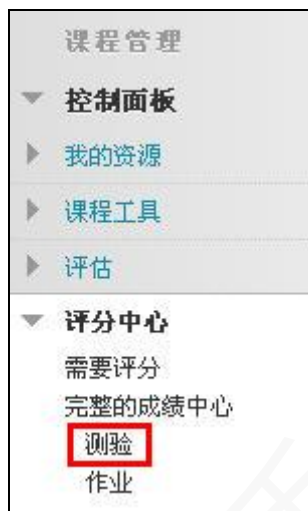 课程管理
控制面板
我的资源
课程工具
评估
评分中心
需要评分
完整的成绩中心
测验
作业